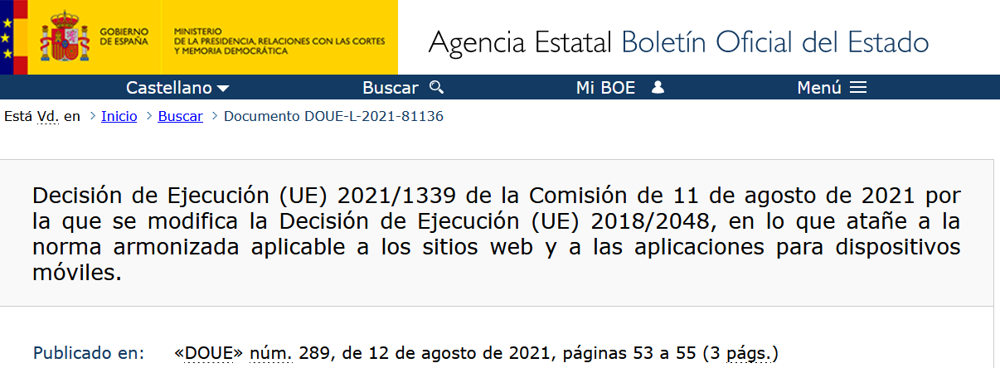 GOBIERNO
DE ESPAÑA
MINISTERIO
DE LA PRESIDENCIA, RELACIONES CON LAS CORTES
Y MEMORIA DEMOCRÁTICA
Agencia Estatal Boletín Oficial del Estado
Castellano Buscar Mi BOE Menú
Está Vd. en > Inicio > Buscar > Documento DOUE-L-2021-81136
Decisión de Ejecución (UE) 2021/1339 de la Comisión de 11 de agosto de 2021 por
la que se modifica la Decisión de Ejecución (UE) 2018/2048, en lo que atañe a la
norma armonizada aplicable a los sitios web y a las aplicaciones para dispositivos
móviles.
Publicado en: «DOUE» núm. 289, de 12 de agosto de 2021, páginas 53 a 55 (3 págs.)